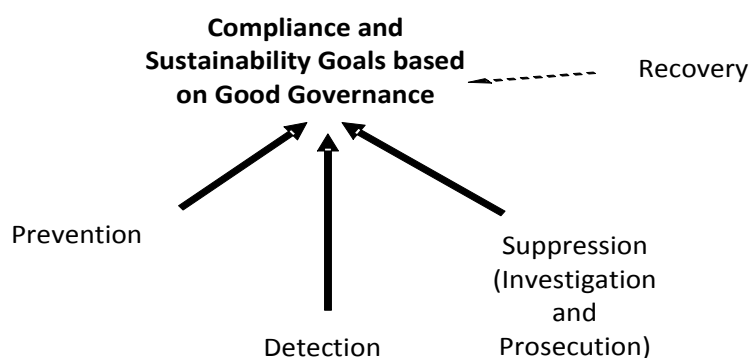 Compliance and
Sustainability Goals based
on Good Governance
Recovery
Prevention
Suppression
(Investigation
and
Prosecution)
Detection